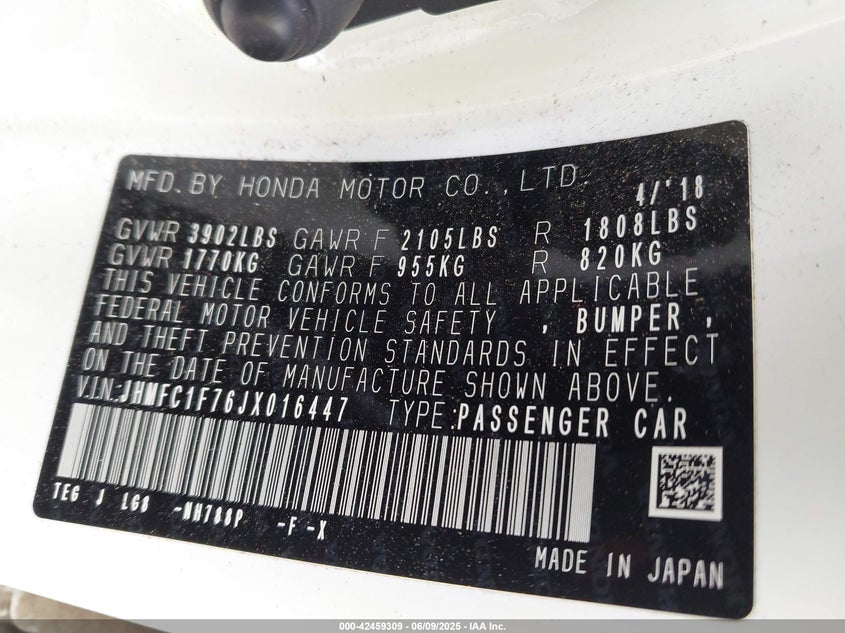 MFD. BY HONDA MOTOR CO., LTD. 4/'18
GVWR 3902LBS GAWR F 2105LBS R 1808LBS
GVWR 1770KG GAWR F 955KG R 820KG
THIS VEHICLE CONFORMS TO ALL APPLICABLE
FEDERAL MOTOR VEHICLE SAFETY , BUMPER ,
AND THEFT PREVENTION STANDARDS IN EFFECT
ON THE DATE OF MANUFACTURE SHOWN ABOVE.
VIN:JHMFC1F76JX016447 TYPE:PASSENGER CAR
TEG J LG8 -NH788P -F -X
MADE IN JAPAN
000-42459309 | 06/09/2025 - IAA Inc.